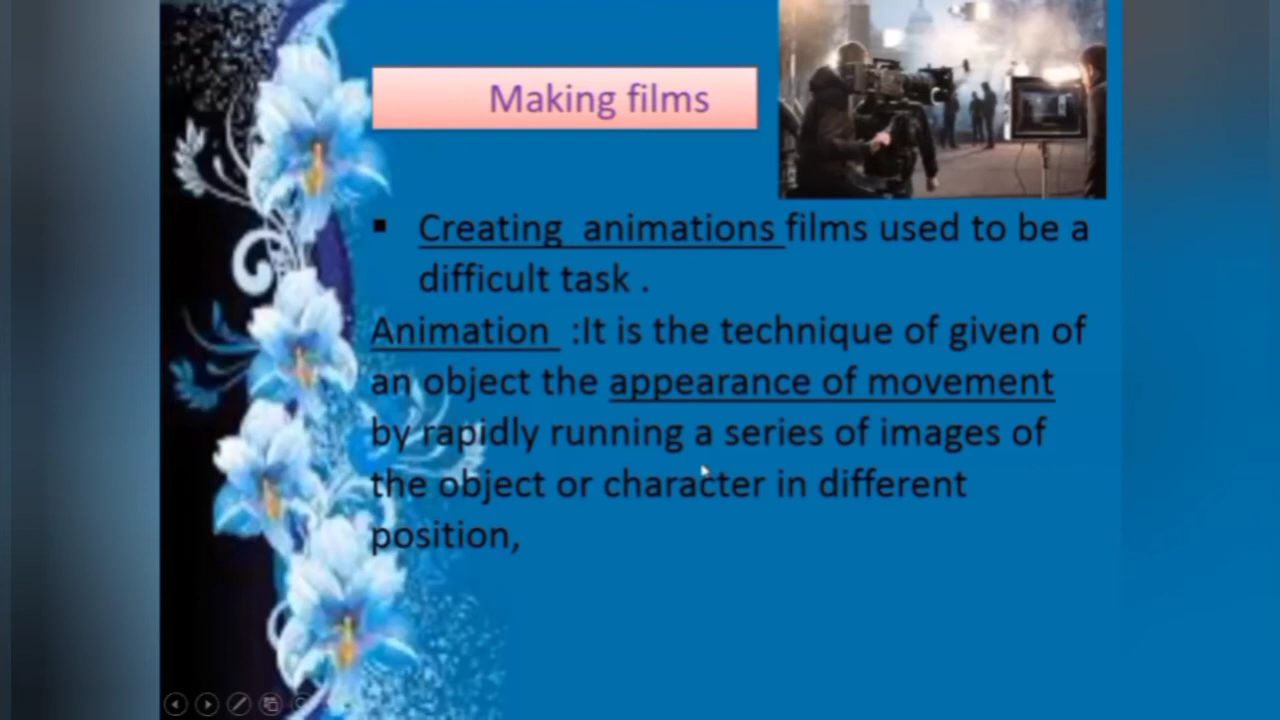 Making films
▪ Creating animations films used to be a
difficult task .
Animation :It is the technique of given of
an object the appearance of movement
by rapidly running a series of images of
the object or character in different
position,